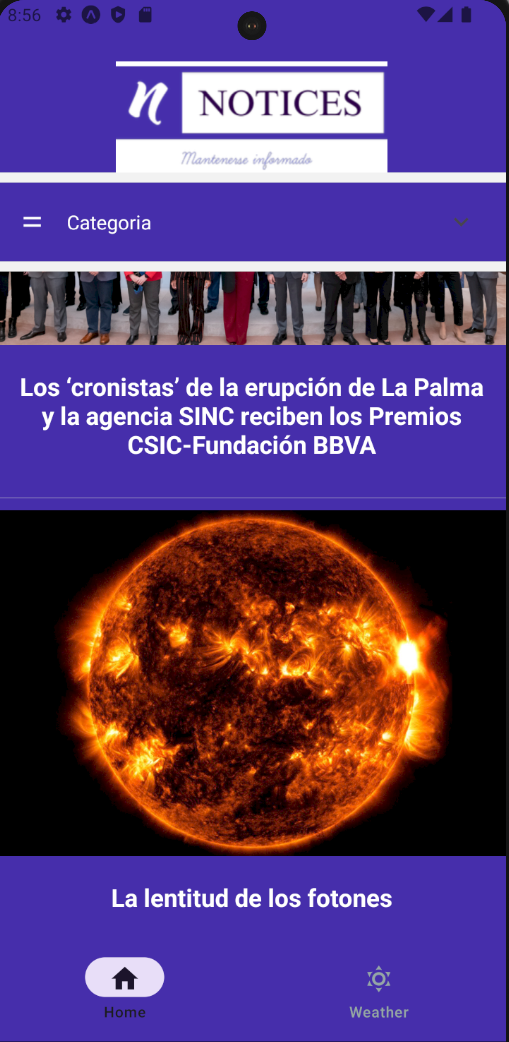 8:56
n NOTICES
Mantenerse informado
Categoria
Los ‘cronistas’ de la erupción de La Palma
y la agencia SINC reciben los Premios
CSIC-Fundación BBVA
La lentitud de los fotones
Home
Weather